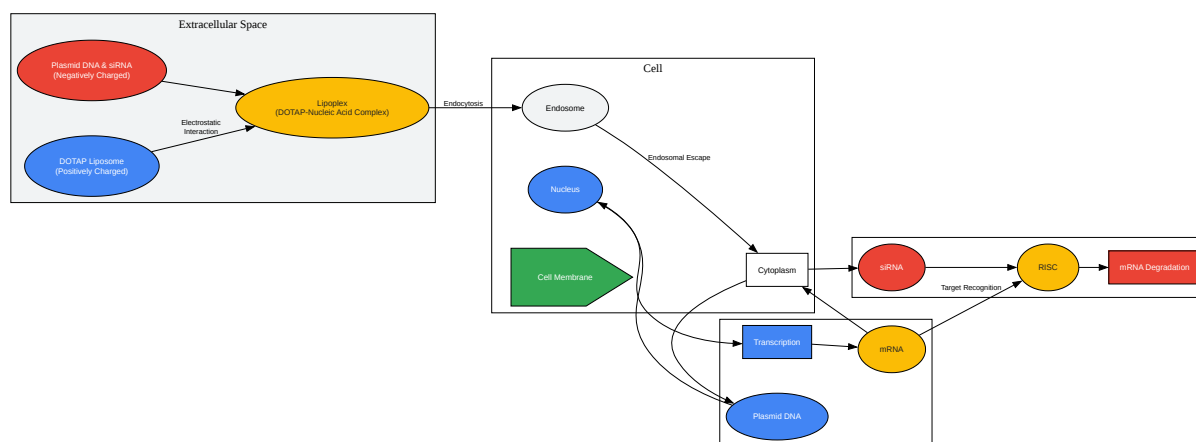 Extracellular Space
Plasmid DNA & siRNA
(Negatively Charged)
Lipoplex
(DOTAP-Nucleic Acid Complex)
Electrostatic
Interaction
DOTAP Liposome
(Positively Charged)
Endocytosis
Cell
Endosome
Endosomal Escape
Nucleus
Cell Membrane
Cytoplasm
siRNA
RISC
mRNA Degradation
Target Recognition
Transcription
mRNA
Plasmid DNA